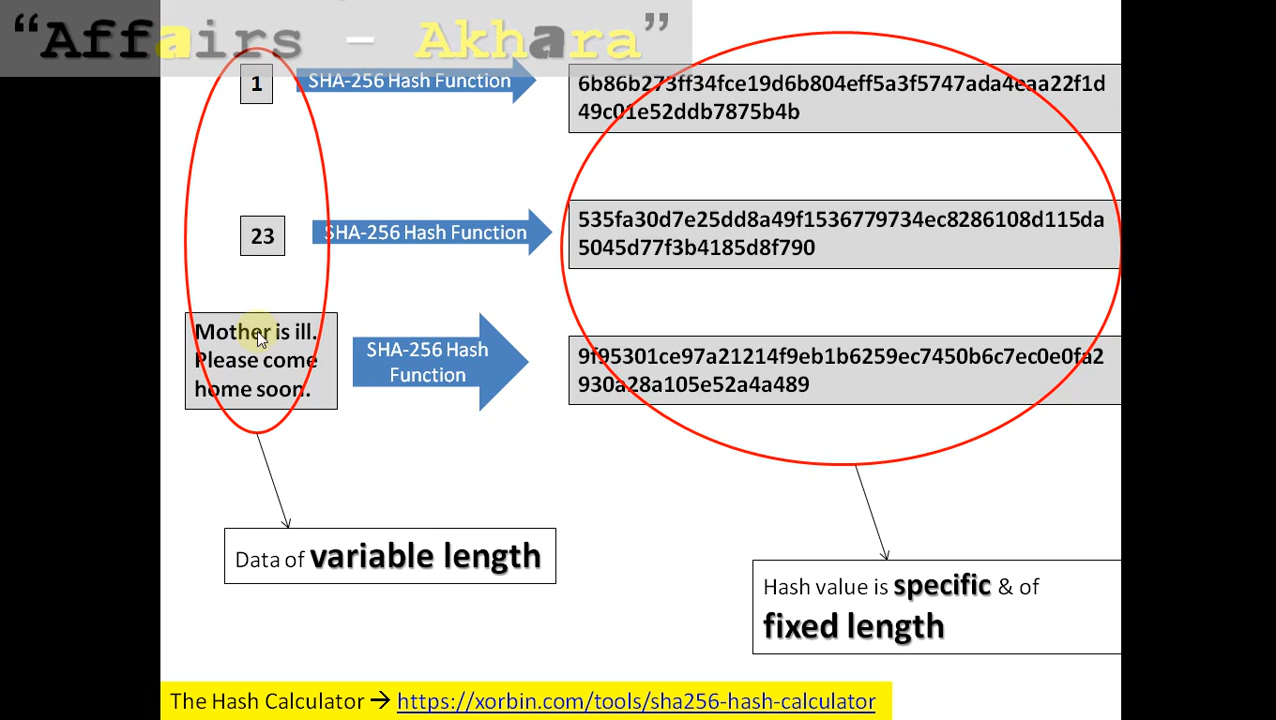 “Affairs – Akhara”
1
SHA-256 Hash Function
6b86b273ff34fce19d6b804eff5a3f5747ada4eaa22f1d
49c01e52ddb7875b4b
23
SHA-256 Hash Function
535fa30d7e25dd8a49f1536779734ec8286108d115da
5045d77f3b4185d8f790
Mother is ill.
Please come
home soon.
SHA-256 Hash
Function
9f95301ce97a21214f9eb1b6259ec7450b6c7ec0e0fa2
930a28a105e52a4a489
Data of variable length
Hash value is specific & of
fixed length
The Hash Calculator → https://xorbin.com/tools/sha256-hash-calculator